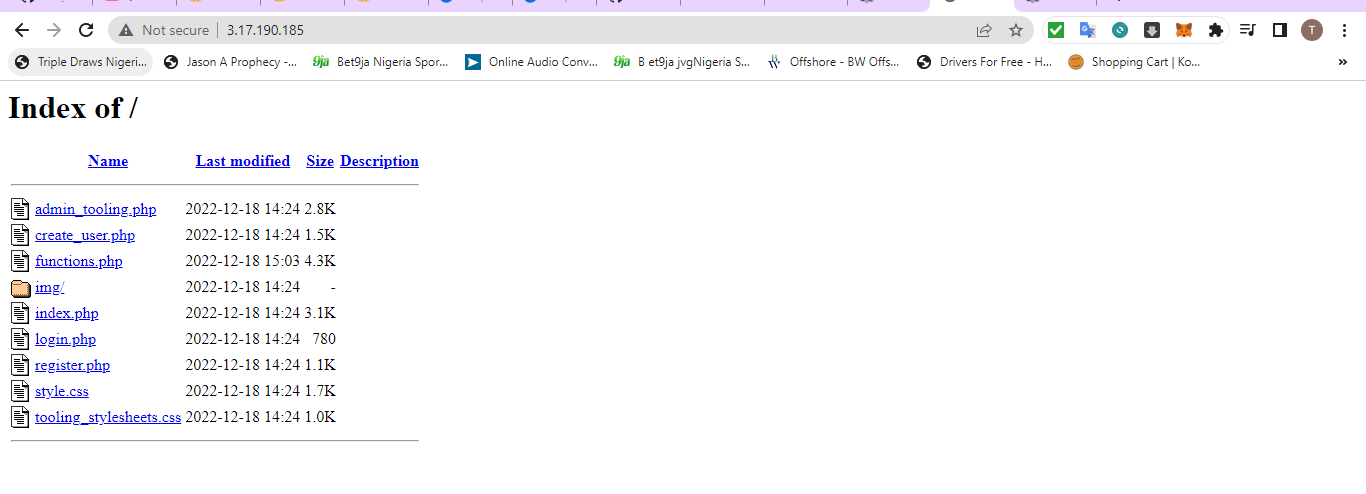 Not secure | 3.17.190.185
T
Triple Draws Nigeri... Jason A Prophecy -... Bet9ja Nigeria Spor... Online Audio Conv... B et9ja jvgNigeria S... Offshore - BW Offs... Drivers For Free - H... Shopping Cart | Ko... »
Index of /
Name Last modified Size Description
admin_tooling.php 2022-12-18 14:24 2.8K
create_user.php 2022-12-18 14:24 1.5K
functions.php 2022-12-18 15:03 4.3K
img/ 2022-12-18 14:24 -
index.php 2022-12-18 14:24 3.1K
login.php 2022-12-18 14:24 780
register.php 2022-12-18 14:24 1.1K
style.css 2022-12-18 14:24 1.7K
tooling_stylesheets.css 2022-12-18 14:24 1.0K